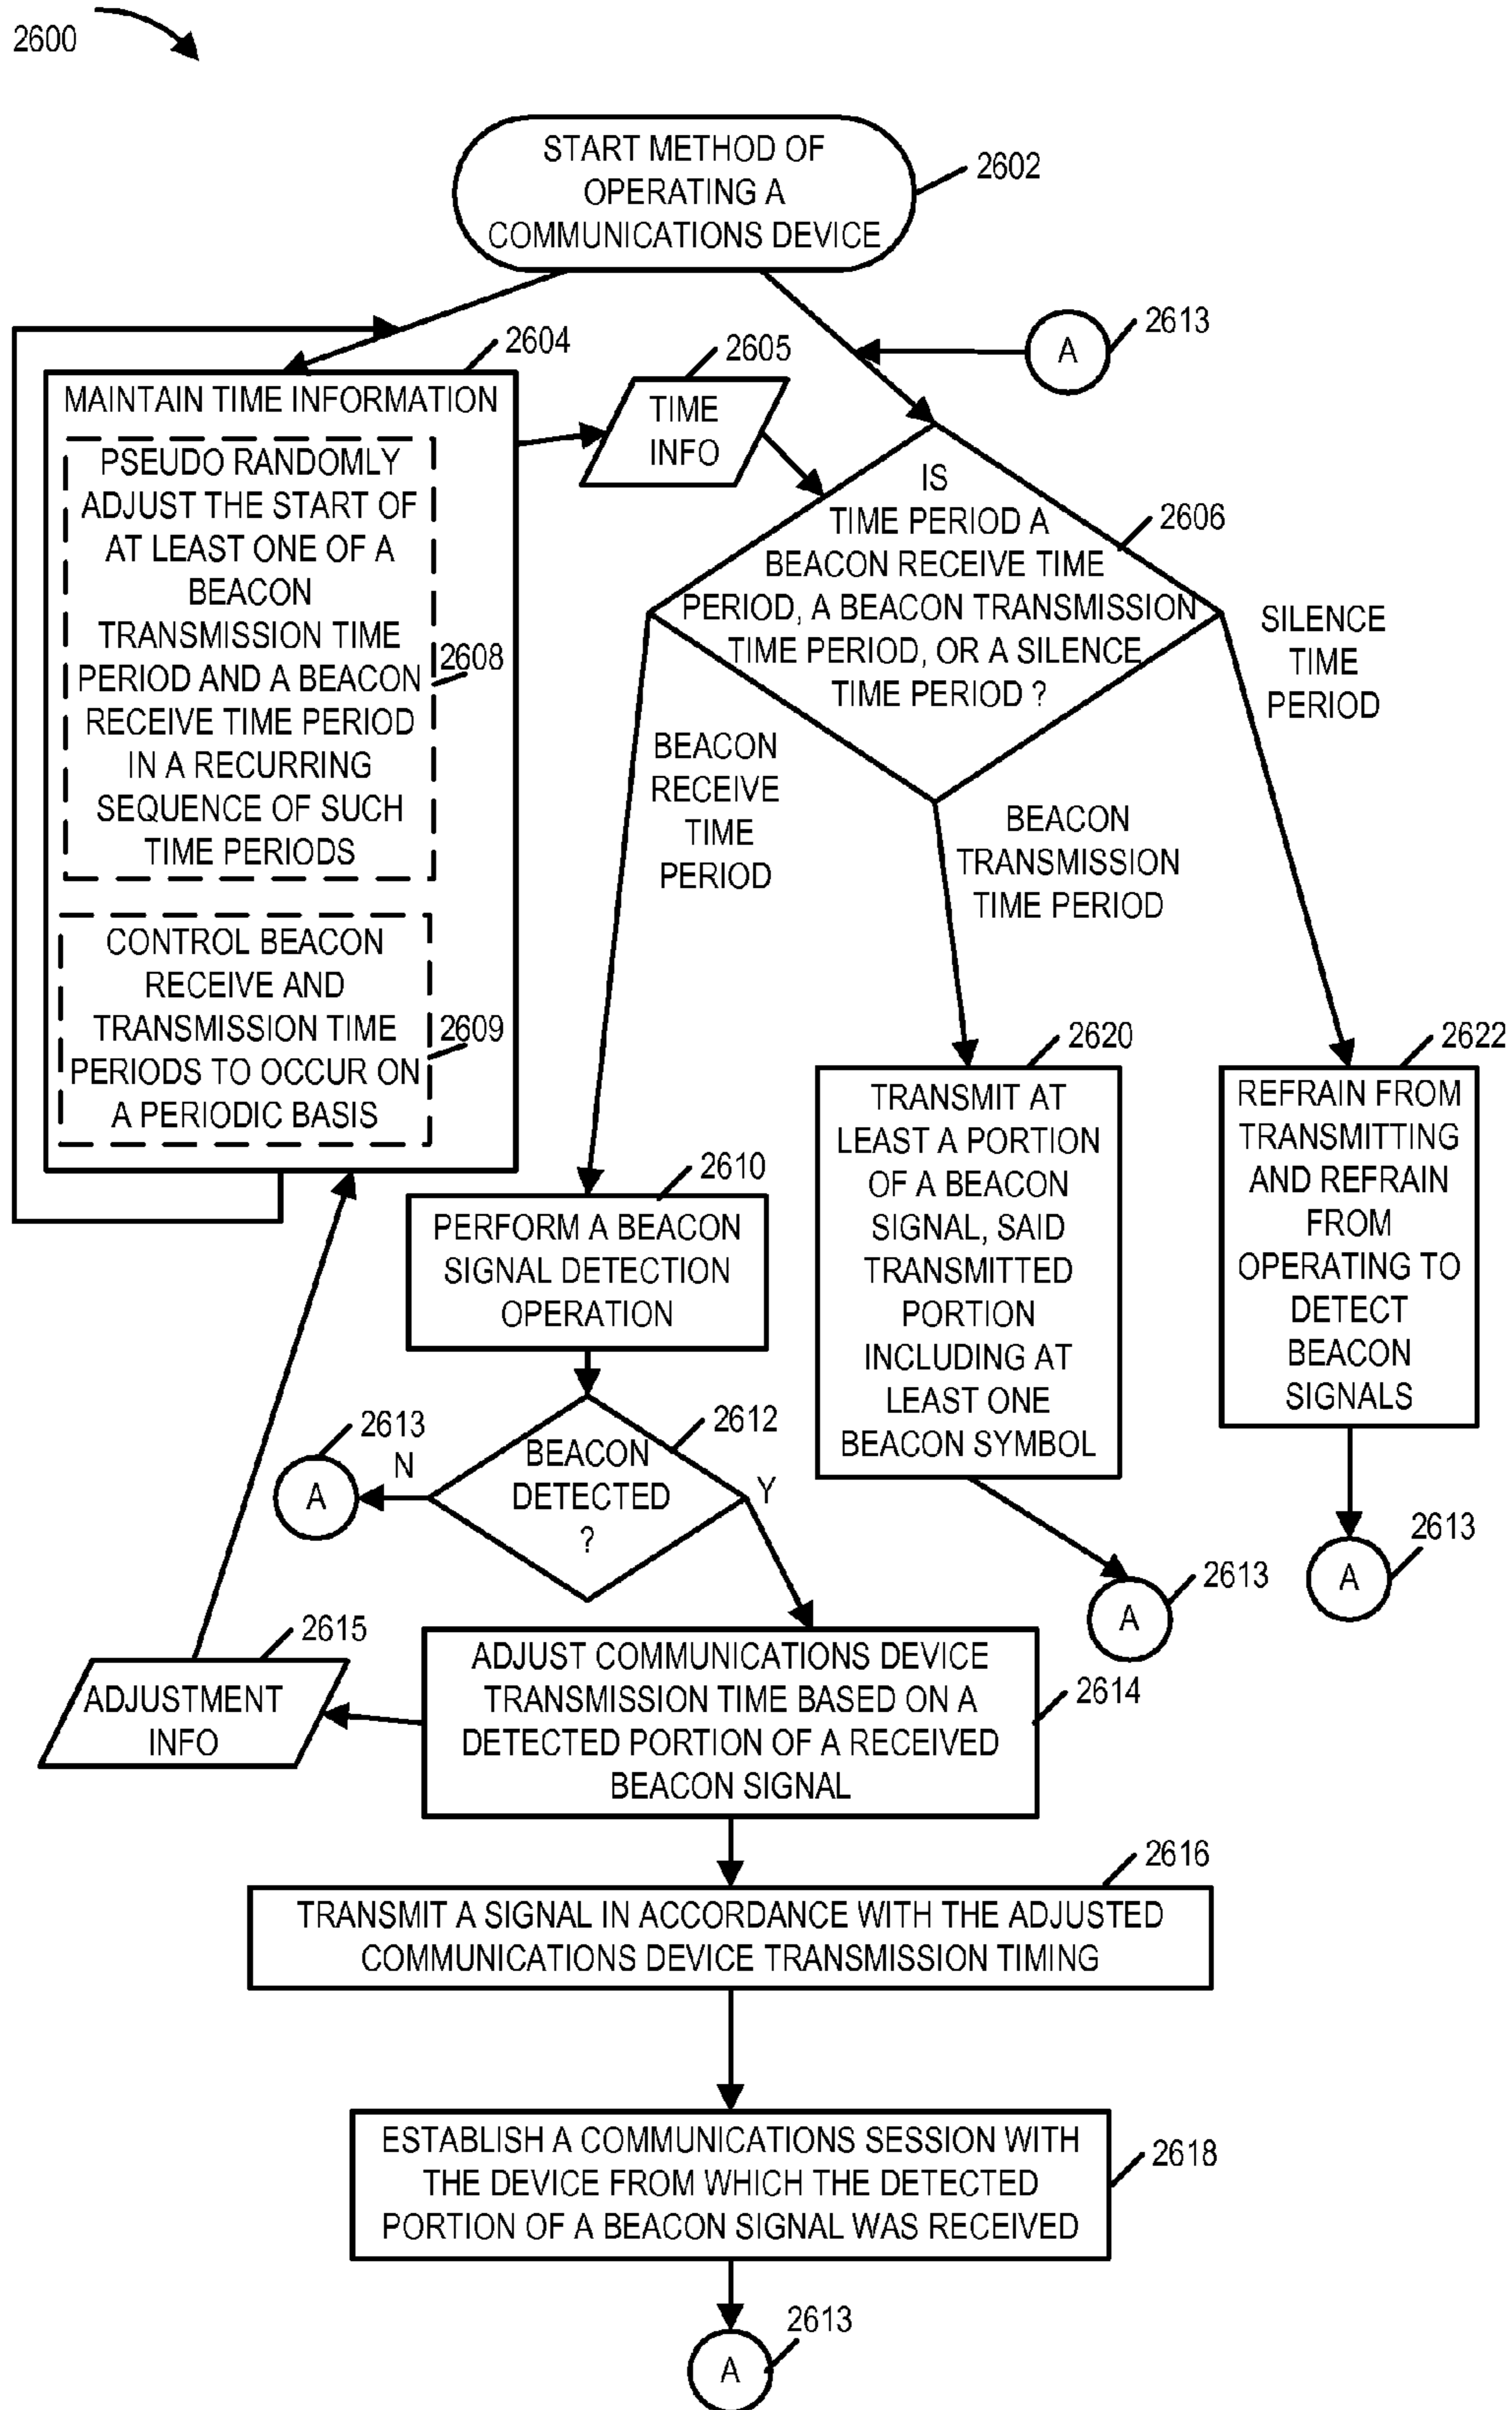 2600
START METHOD OF
OPERATING A
COMMUNICATIONS DEVICE
2602
2613
A
2604
2605
MAINTAIN TIME INFORMATION
TIME
INFO
PSEUDO RANDOMLY
ADJUST THE START OF
AT LEAST ONE OF A
BEACON
TRANSMISSION TIME
PERIOD AND A BEACON
RECEIVE TIME PERIOD
IN A RECURRING
SEQUENCE OF SUCH
TIME PERIODS
2608
CONTROL BEACON
RECEIVE AND
TRANSMISSION TIME
PERIODS TO OCCUR ON
A PERIODIC BASIS
2609
IS
TIME PERIOD A
BEACON RECEIVE TIME
PERIOD, A BEACON TRANSMISSION
TIME PERIOD, OR A SILENCE
TIME PERIOD ?
2606
SILENCE
TIME
PERIOD
BEACON
RECEIVE
TIME
PERIOD
BEACON
TRANSMISSION
TIME PERIOD
2610
PERFORM A BEACON
SIGNAL DETECTION
OPERATION
2620
TRANSMIT AT
LEAST A PORTION
OF A BEACON
SIGNAL, SAID
TRANSMITTED
PORTION
INCLUDING AT
LEAST ONE
BEACON SYMBOL
2622
REFRAIN FROM
TRANSMITTING
AND REFRAIN
FROM
OPERATING TO
DETECT
BEACON
SIGNALS
2613
A
N
2612
BEACON
DETECTED
?
Y
2613
A
2613
A
2615
ADJUSTMENT
INFO
ADJUST COMMUNICATIONS DEVICE
TRANSMISSION TIME BASED ON A
DETECTED PORTION OF A RECEIVED
BEACON SIGNAL
2614
2616
TRANSMIT A SIGNAL IN ACCORDANCE WITH THE ADJUSTED
COMMUNICATIONS DEVICE TRANSMISSION TIMING
ESTABLISH A COMMUNICATIONS SESSION WITH
THE DEVICE FROM WHICH THE DETECTED
PORTION OF A BEACON SIGNAL WAS RECEIVED
2618
2613
A